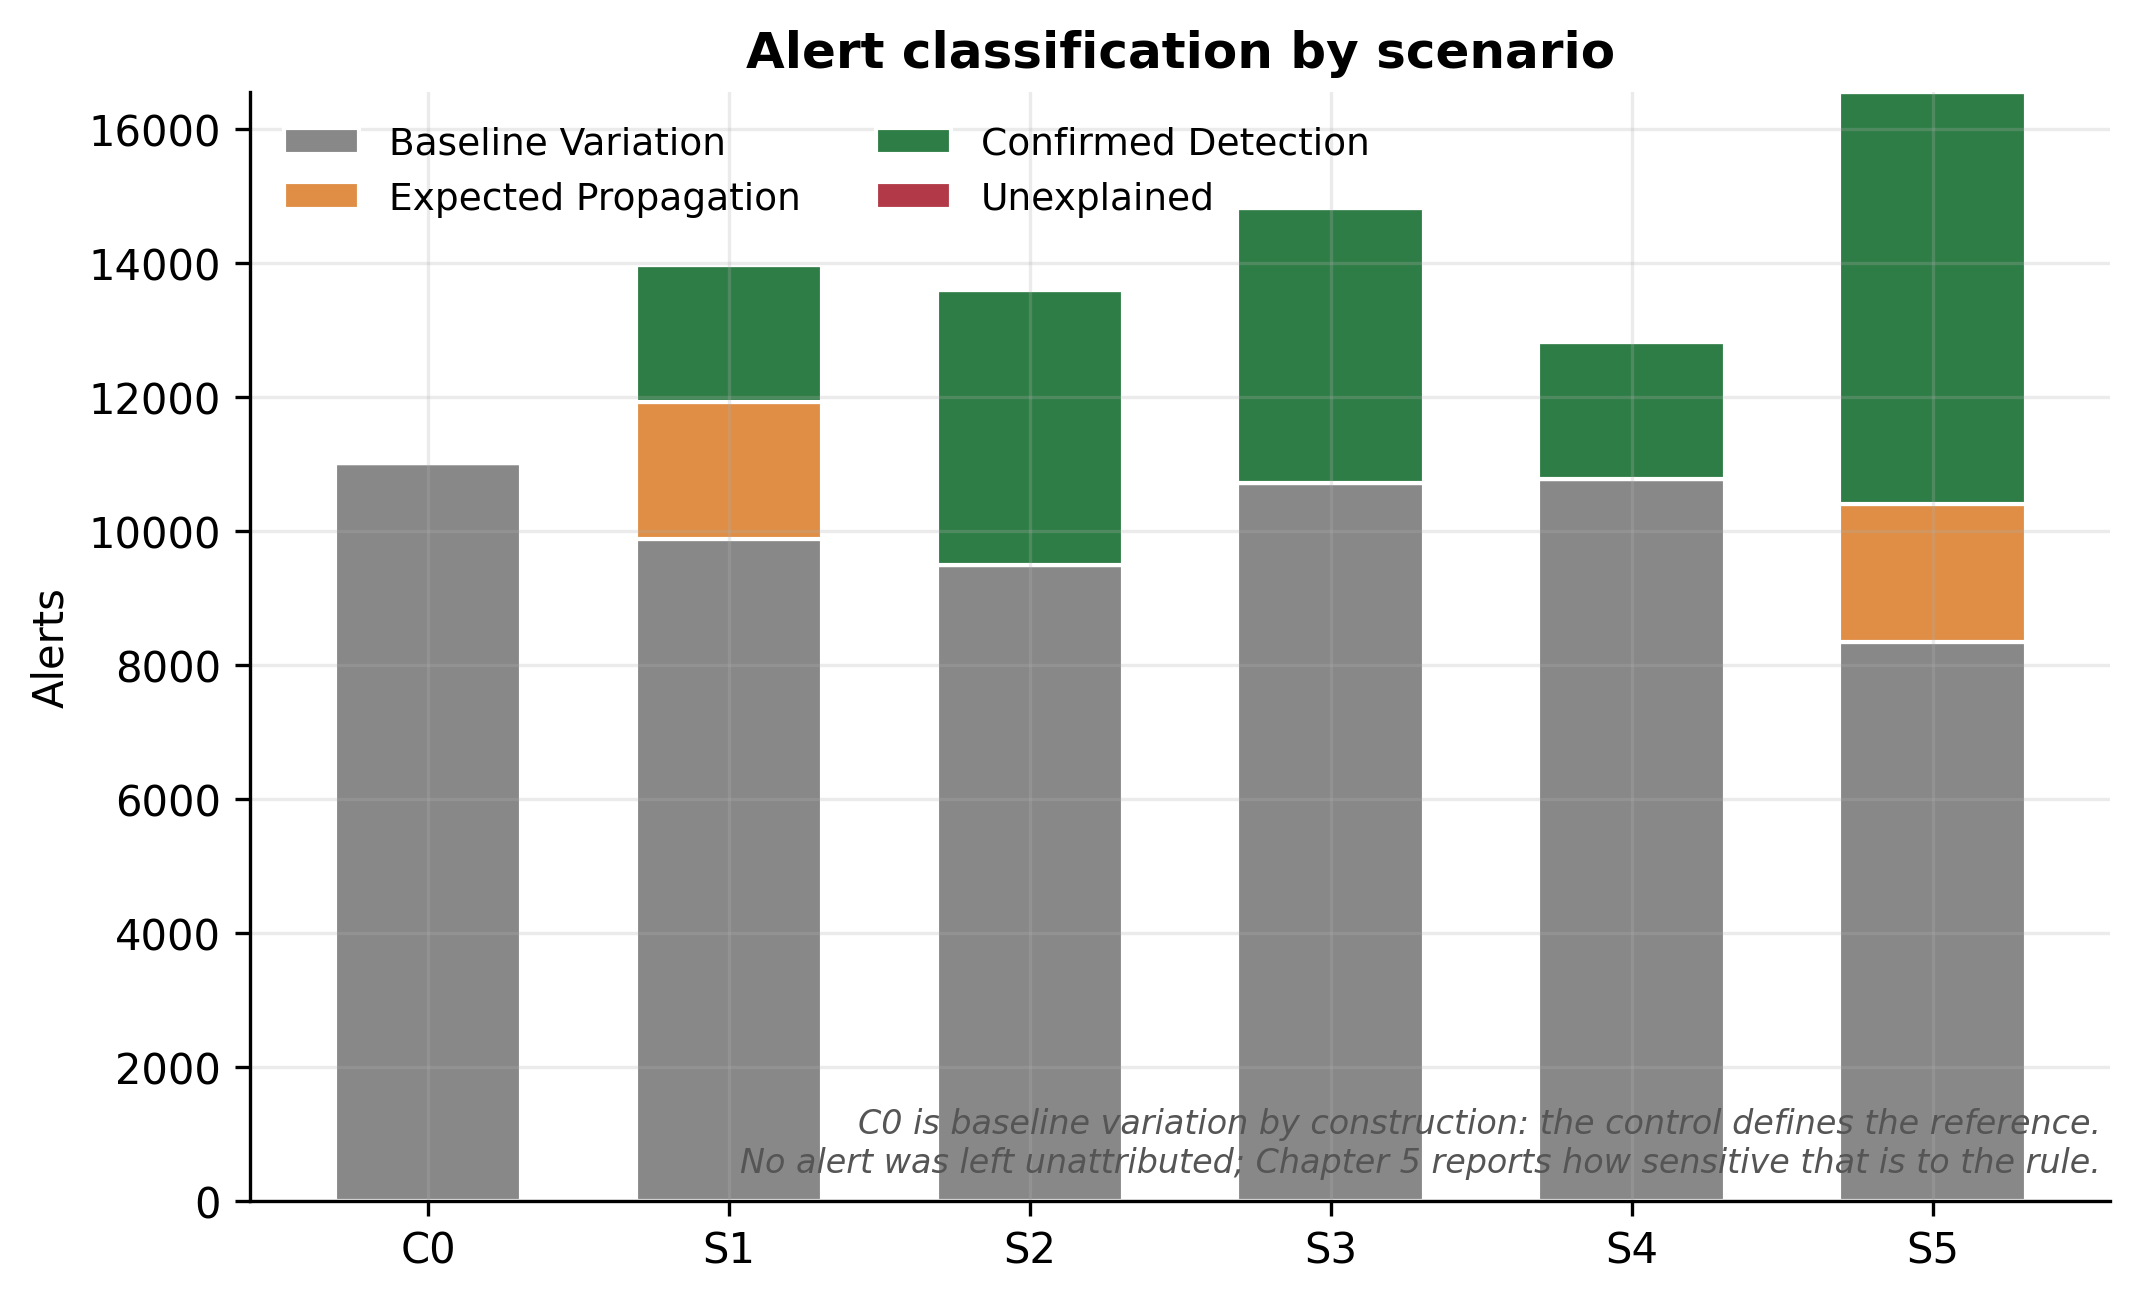 Alert classification by scenario
16000
14000
12000
10000
8000
6000
4000
2000
0
Alerts
Baseline Variation
Expected Propagation
Confirmed Detection
Unexplained
C0 is baseline variation by construction: the control defines the reference.
No alert was left unattributed; Chapter 5 reports how sensitive that is to the rule.
C0 S1 S2 S3 S4 S5